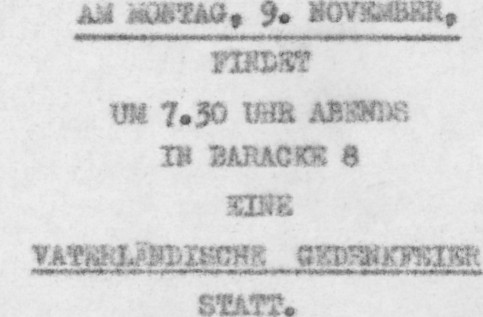 AM MONTAG, 9. NOVEMBER,
FINDET
UM 7.30 UHR ABENDS
IN BARACKE 8
EINE
VATERLÄNDISCHE GEDENKFEIER
STATT.